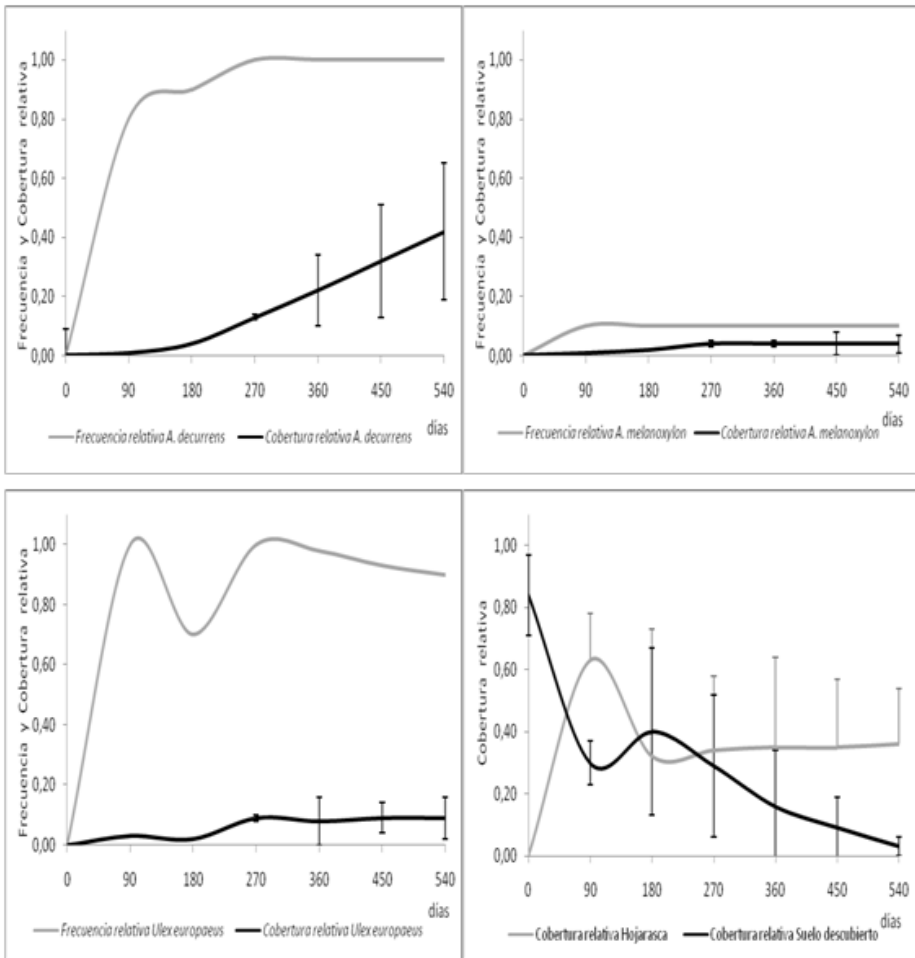 Frecuencia y Cobertura relativa
1,00
0,80
0,60
0,40
0,20
0,00
0 90 180 270 360 450 540
días
Frecuencia relativa A. decurrens Cobertura relativa A. decurrens
Frecuencia y Cobertura relativa
1,00
0,80
0,60
0,40
0,20
0,00
0 90 180 270 360 450 540
días
Frecuencia relativa A. melanoxylon Cobertura relativa A. melanoxylon
Frecuencia y Cobertura relativa
1,00
0,80
0,60
0,40
0,20
0,00
0 90 180 270 360 450 540
días
Frecuencia relativa Ulex europaeus Cobertura relativa Ulex europaeus
Cobertura relativa
1,00
0,80
0,60
0,40
0,20
0,00
0 90 180 270 360 450 540
días
Cobertura relativa Hojarasca Cobertura relativa Suelo descubierto